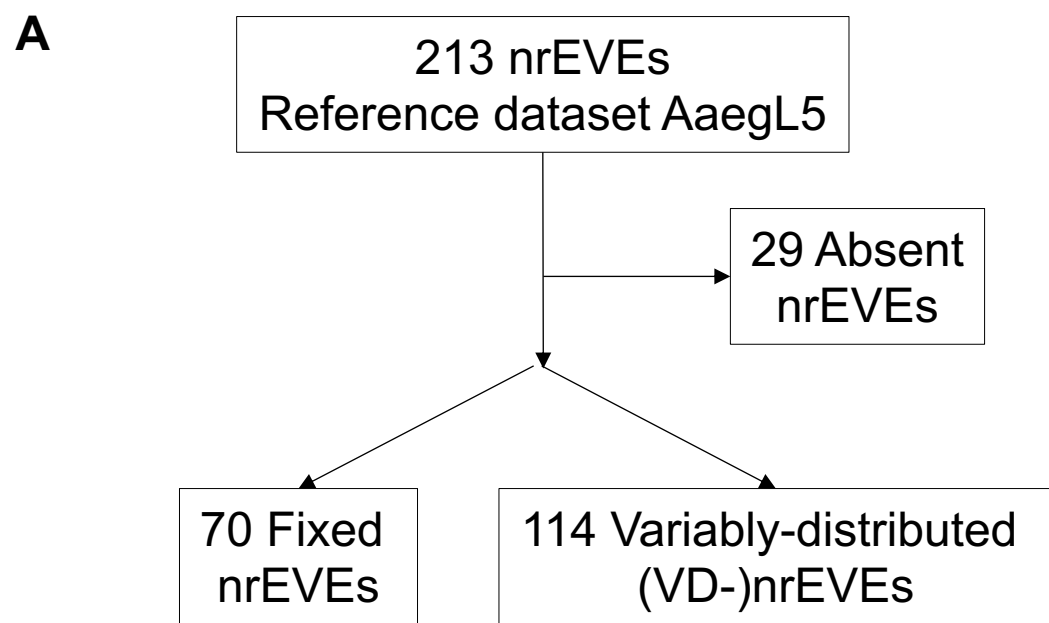 A
213 nrEVEs
Reference dataset AaegL5
29 Absent
nrEVEs
70 Fixed
nrEVEs
114 Variably-distributed
(VD-)nrEVEs